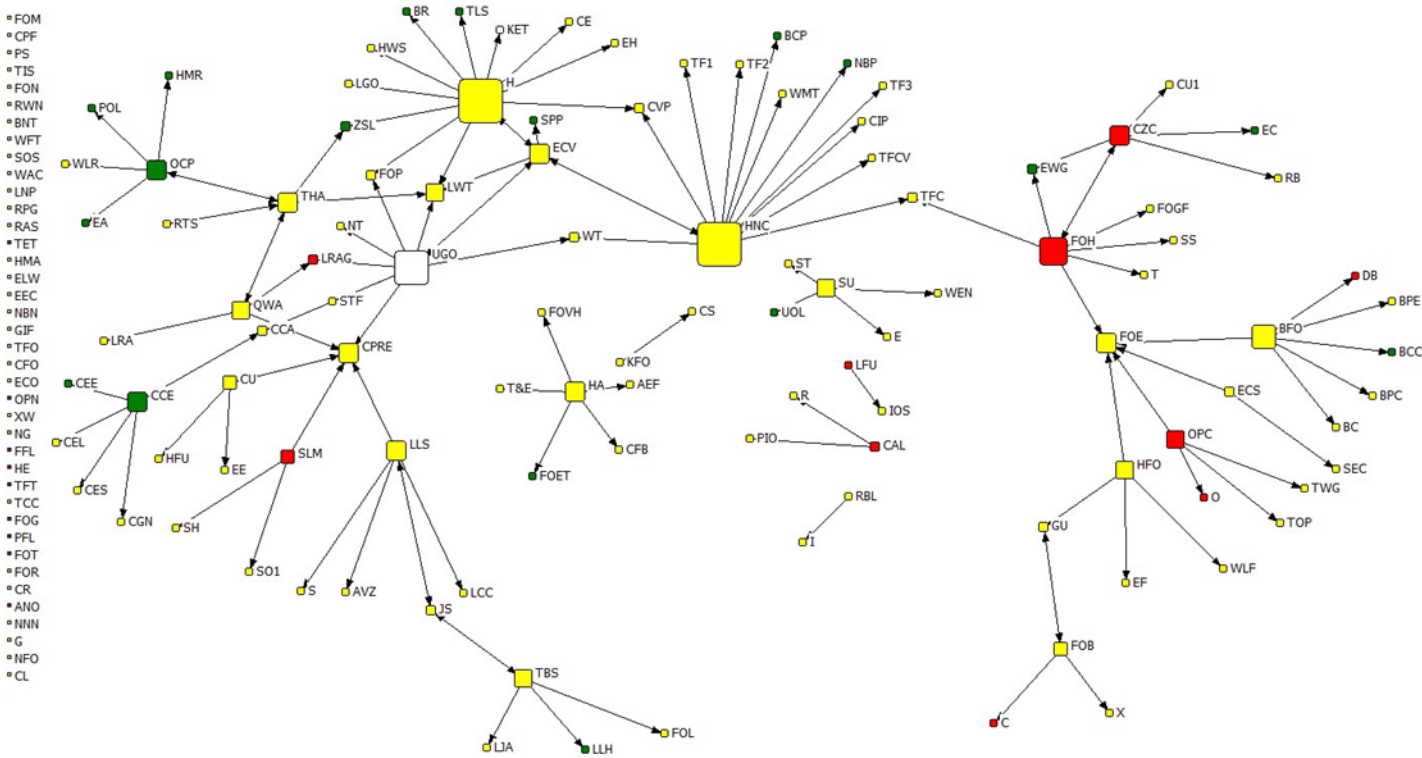 FOM
CPF
PS
TIS
FON
RWN
BNT
WFT
SOS
WAC
LNP
RPG
RAS
TET
HMA
ELW
EEC
NBN
GIF
TFO
CFO
ECO
OPN
XW
NG
FFL
HE
TFT
TCC
FOG
PFL
FOT
FOR
CR
ANO
NNN
G
NFO
CL
BR
TLS
KET
CE
HWS
EH
LGO
H
HMR
POL
ZSL
CVP
SPP
ECV
WLR
OCP
FOP
LWT
THA
EA
RTS
NT
UGO
WT
LRAG
QWA
STF
CCA
LRA
CPRE
CEE
CCE
CU
CEL
HFU
EE
SLM
LLS
CES
CGN
SH
SO1
S
AVZ
LCC
JS
TBS
LJA
LLH
FOL
BCP
TF1
TF2
NBP
WMT
TF3
CIP
TFCV
HNC
TFC
ST
SU
UOL
WEN
E
FOVH
CS
KFO
T&E
HA
AEF
CFB
FOET
LFU
IOS
R
PIO
CAL
RBL
I
CU1
CZC
EC
EWG
RB
FOGF
FOH
SS
T
DB
BPE
FOE
BFO
BCC
ECS
BPC
BC
OPC
HFO
SEC
TWG
O
TOP
GU
EF
WLF
FOB
C
X